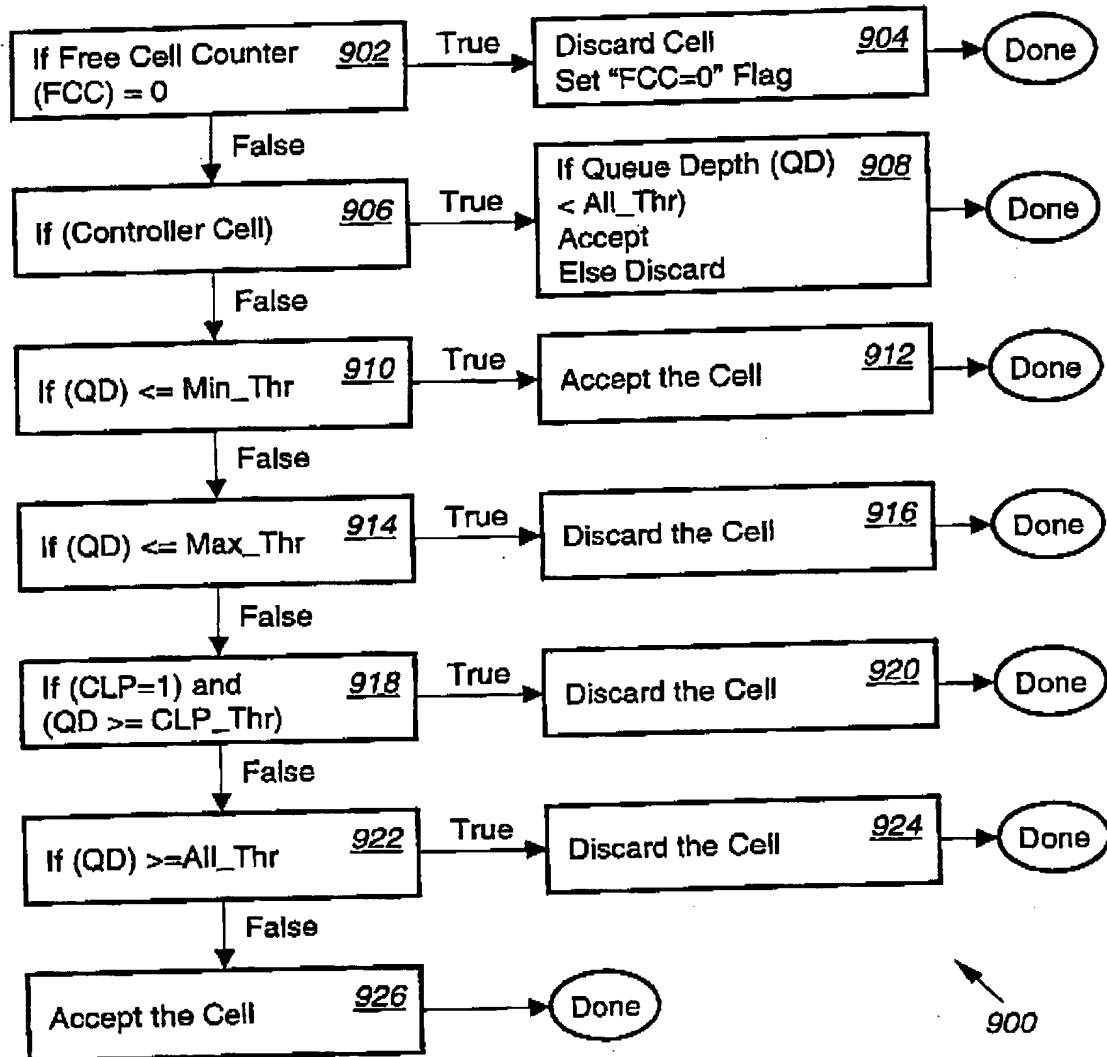 If Free Cell Counter 902
(FCC) = 0
True
Discard Cell 904
Set "FCC=0" Flag
Done
False
If (Controller Cell) 906
True
If Queue Depth (QD) 908
< All_Thr)
Accept
Else Discard
Done
False
If (QD) <= Min_Thr 910
True
Accept the Cell 912
Done
False
If (QD) <= Max_Thr 914
True
Discard the Cell 916
Done
False
If (CLP=1) and 918
(QD >= CLP_Thr)
True
Discard the Cell 920
Done
False
If (QD) >=All_Thr 922
True
Discard the Cell 924
Done
False
Accept the Cell 926
Done
900